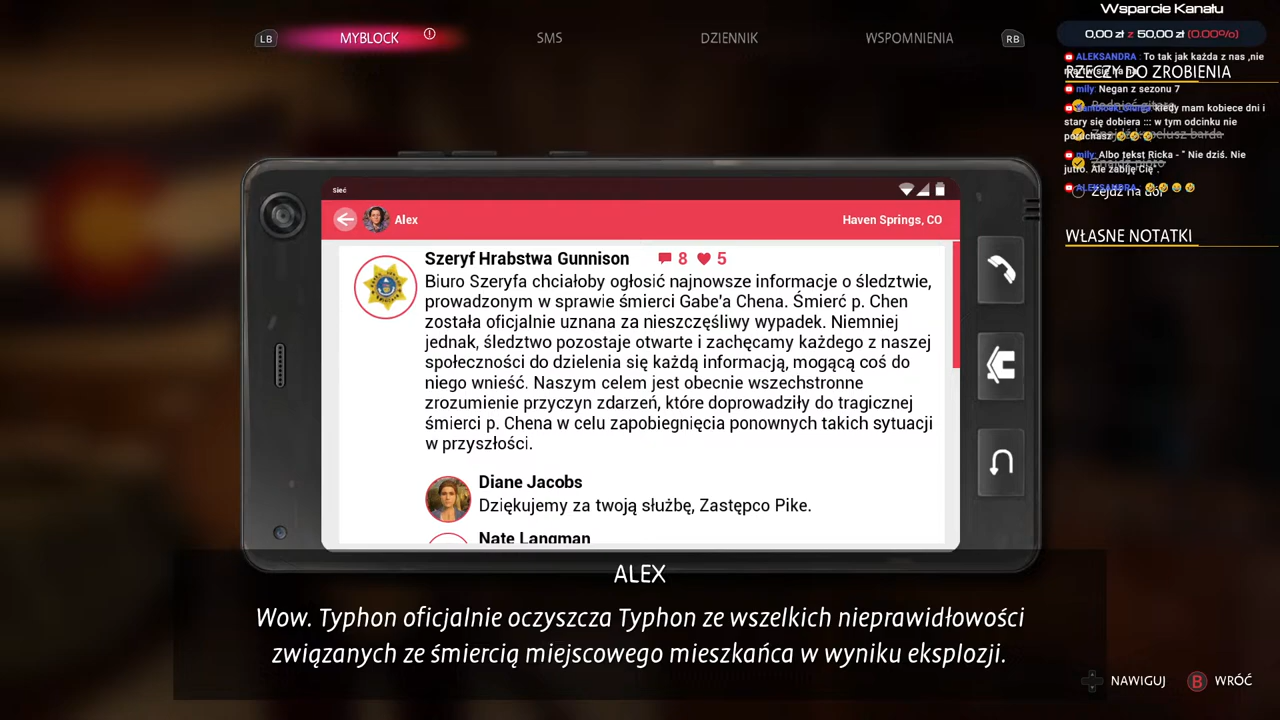 Wsparcie Kanału
LB
MYBLOCK
SMS
DZIENNIK
WSPOMNIENIA
RB
0,00 zł z 50,00 zł (0.00%)
ALEKSANDRA : To tak jak każda z nas ,nie
RZECZY DO ZROBIENIA
mily: Negan z sezonu 7
kiedy mam kobiece dni i
stary się dobiera ::: w tym odcinku nie
mily: Albo tekst Ricka - " Nie dziś. Nie
jutro. Ale zabiję Cię".
ALEKSANDRA :
Zejdź na dół
WŁASNE NOTATKI
Sieć
Alex
Haven Springs, CO
Szeryf Hrabstwa Gunnison 8 5
Biuro Szeryfa chciałoby ogłosić najnowsze informacje o śledztwie,
prowadzonym w sprawie śmierci Gabe'a Chena. Śmierć p. Chen
została oficjalnie uznana za nieszczęśliwy wypadek. Niemniej
jednak, śledztwo pozostaje otwarte i zachęcamy każdego z naszej
społeczności do dzielenia się każdą informacją, mogącą coś do
niego wnieść. Naszym celem jest obecnie wszechstronne
zrozumienie przyczyn zdarzeń, które doprowadziły do tragicznej
śmierci p. Chena w celu zapobiegnięcia ponownych takich sytuacji
w przyszłości.
Diane Jacobs
Dziękujemy za twoją służbę, Zastępco Pike.
Nate Langman
ALEX
Wow. Typhon oficjalnie oczyszcza Typhon ze wszelkich nieprawidłowości
związanych ze śmiercią miejscowego mieszkańca w wyniku eksplozji.
NAWIGUJ
B
WRÓĆ